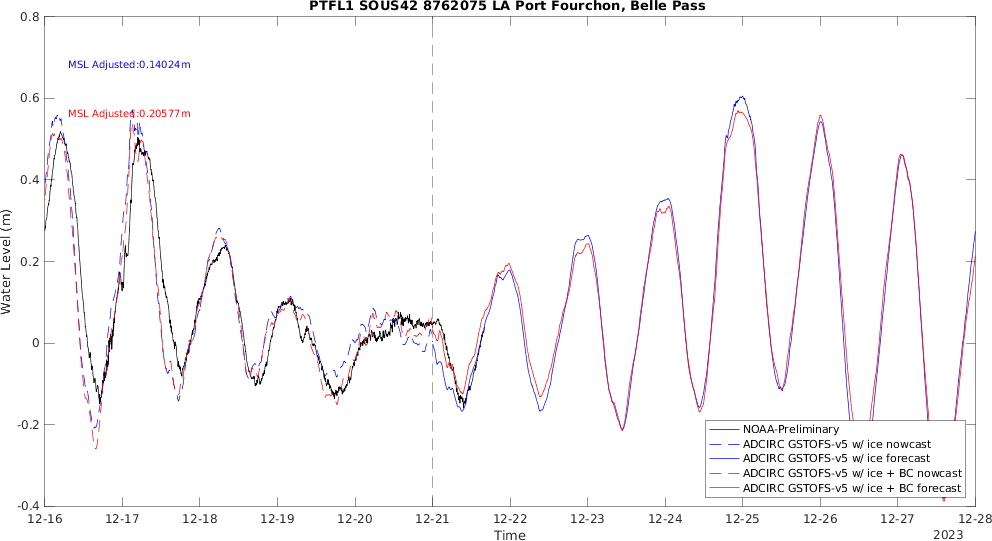 PTFL1 SOUS42 8762075 LA Port Fourchon, Belle Pass
0.8
MSL Adjusted:0.14024m
0.6
MSL Adjusted:0.20577m
0.4
Water Level (m)
0.2
0
-0.2
-0.4
NOAA-Preliminary
ADCIRC GSTOFS-v5 w/ ice nowcast
ADCIRC GSTOFS-v5 w/ ice forecast
ADCIRC GSTOFS-v5 w/ ice + BC nowcast
ADCIRC GSTOFS-v5 w/ ice + BC forecast
12-16 12-17 12-18 12-19 12-20 12-21 12-22 12-23 12-24 12-25 12-26 12-27 12-28
Time
2023